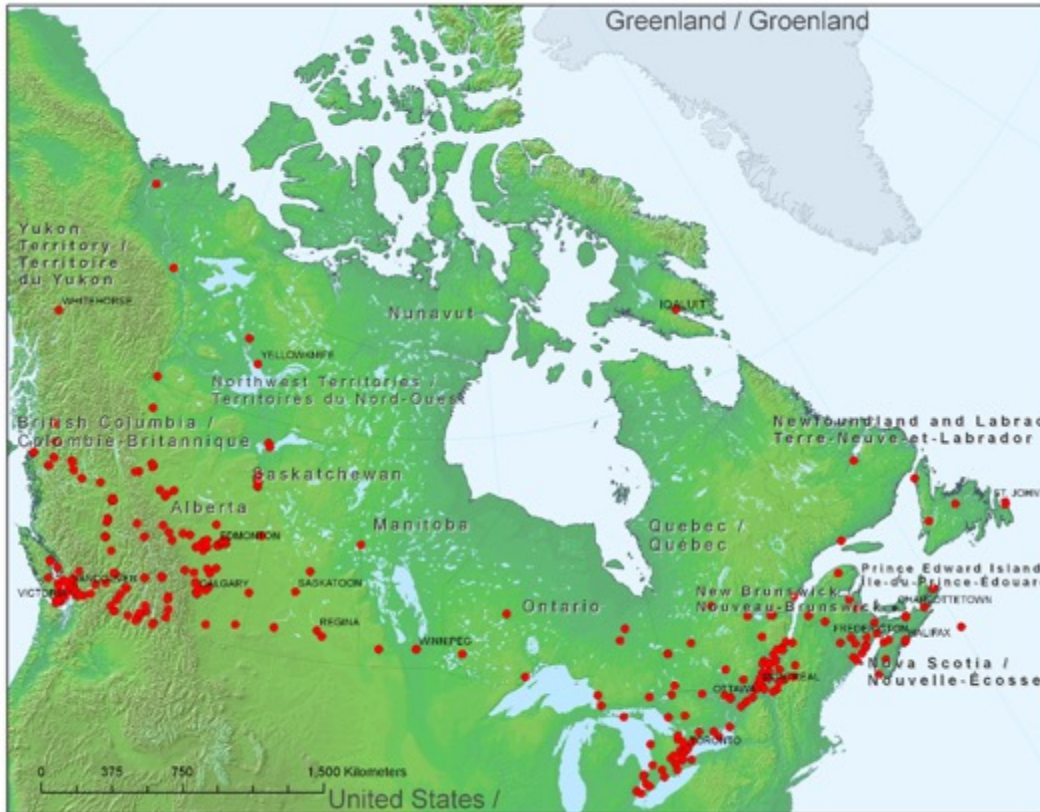 Greenland / Groenland
Yukon
Territory /
Territoire
du Yukon
WHITEHORSE
IQALUIT
Nunavut
YELLOWKNIFE
Northwest Territories /
Territoires du Nord-Ouest
British Columbia /
Colombie-Britannique
Newfoundland and Labrad
Terre-Neuve-et-Labrador
Saskatchewan
ST. JOHN'
Alberta
Manitoba
Quebec /
Québec
EDMONTON
Prince Edward Island
Île-du-Prince-Édouar
VANCOUVER
VICTORIA
CALGARY
SASKATOON
New Brunswick
Nouveau-Brunswick
CHARLOTTETOWN
Ontario
REGINA
WINNIPEG
FREDERICTON
HALIFAX
Nova Scotia /
Nouvelle-Écosse
MONTREAL
OTTAWA
TORONTO
0 375 750 1,500 Kilometers
United States /